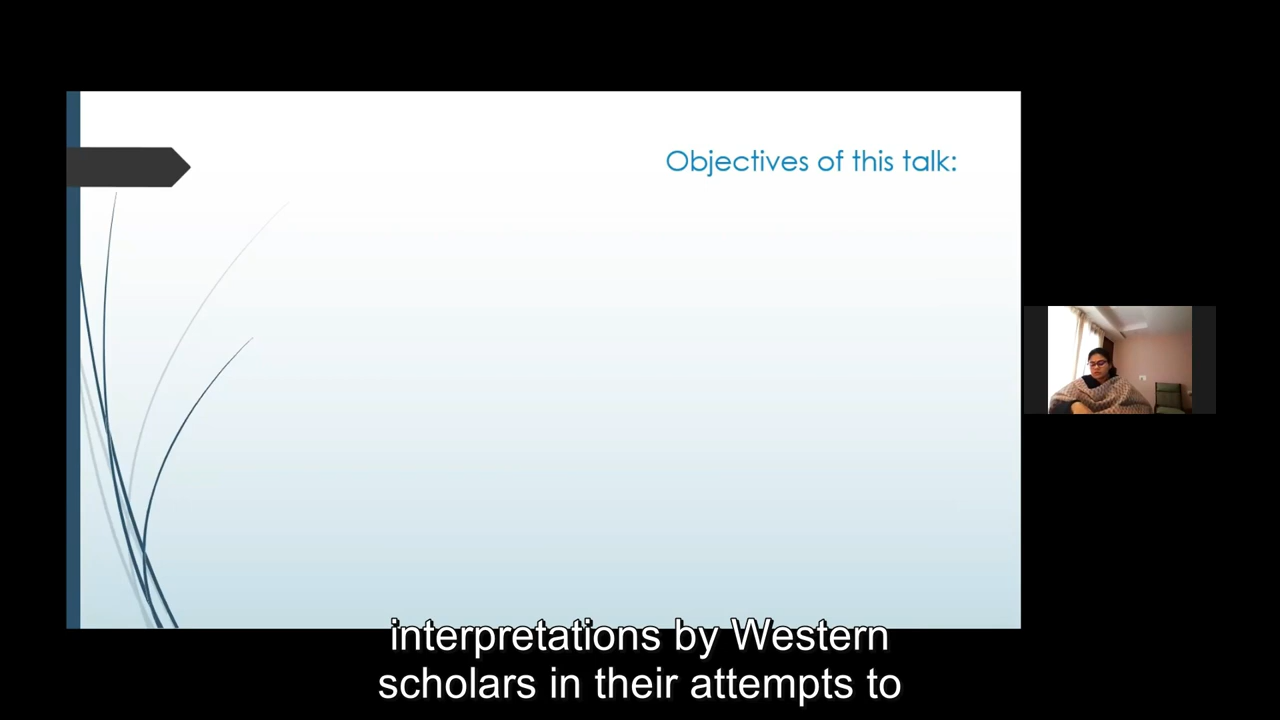 Objectives of this talk:
interpretations by Western
scholars in their attempts to